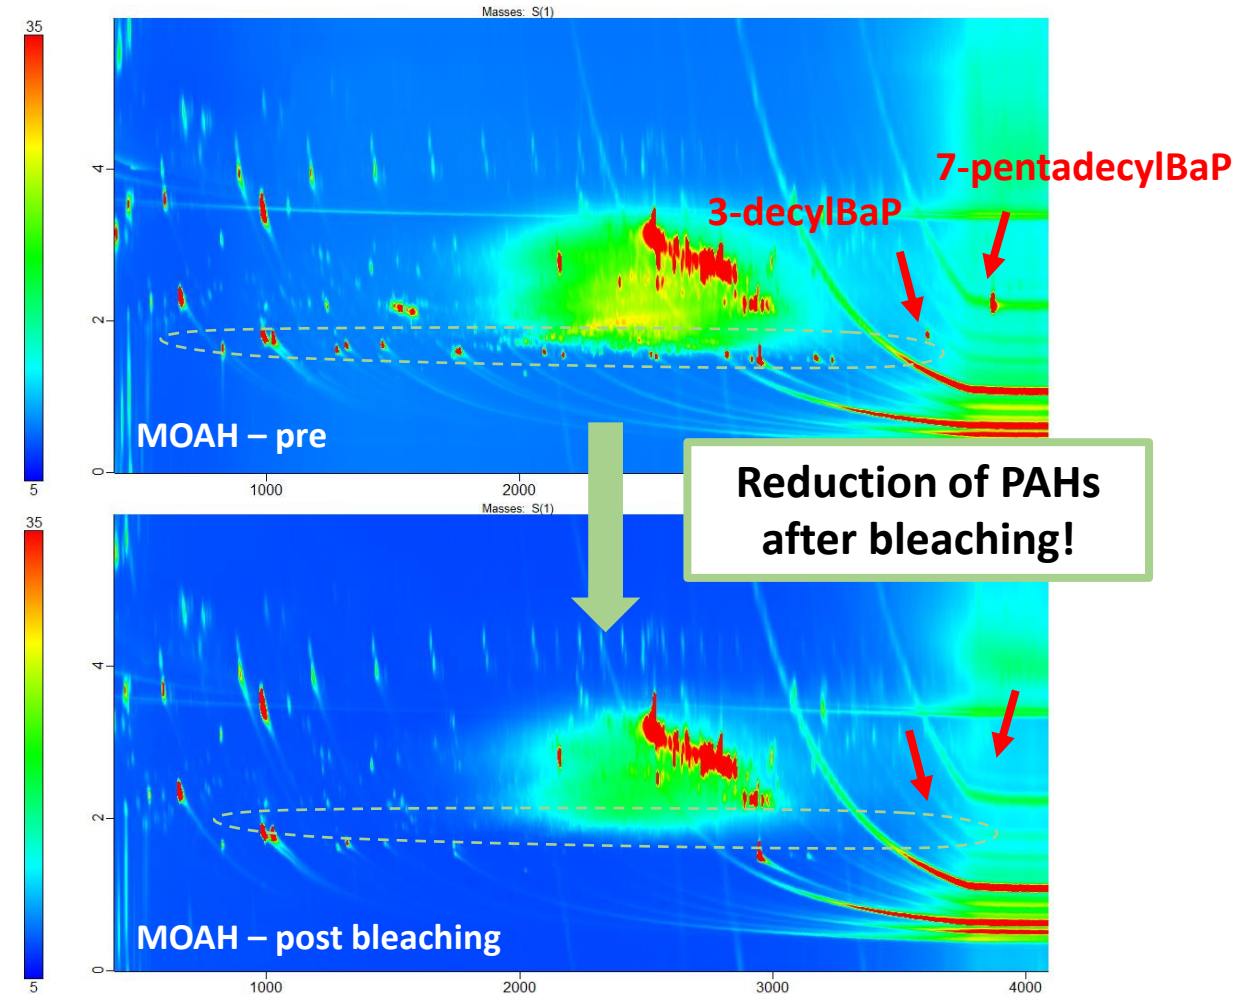 Masses: S(1)
35
4
7-pentadecylBaP
3-decylBaP
2
MOAH – pre
0
5
1000
2000
Reduction of PAHs
after bleaching!
Masses: S(1)
35
4
2
MOAH – post bleaching
0
5
1000
2000
3000
4000